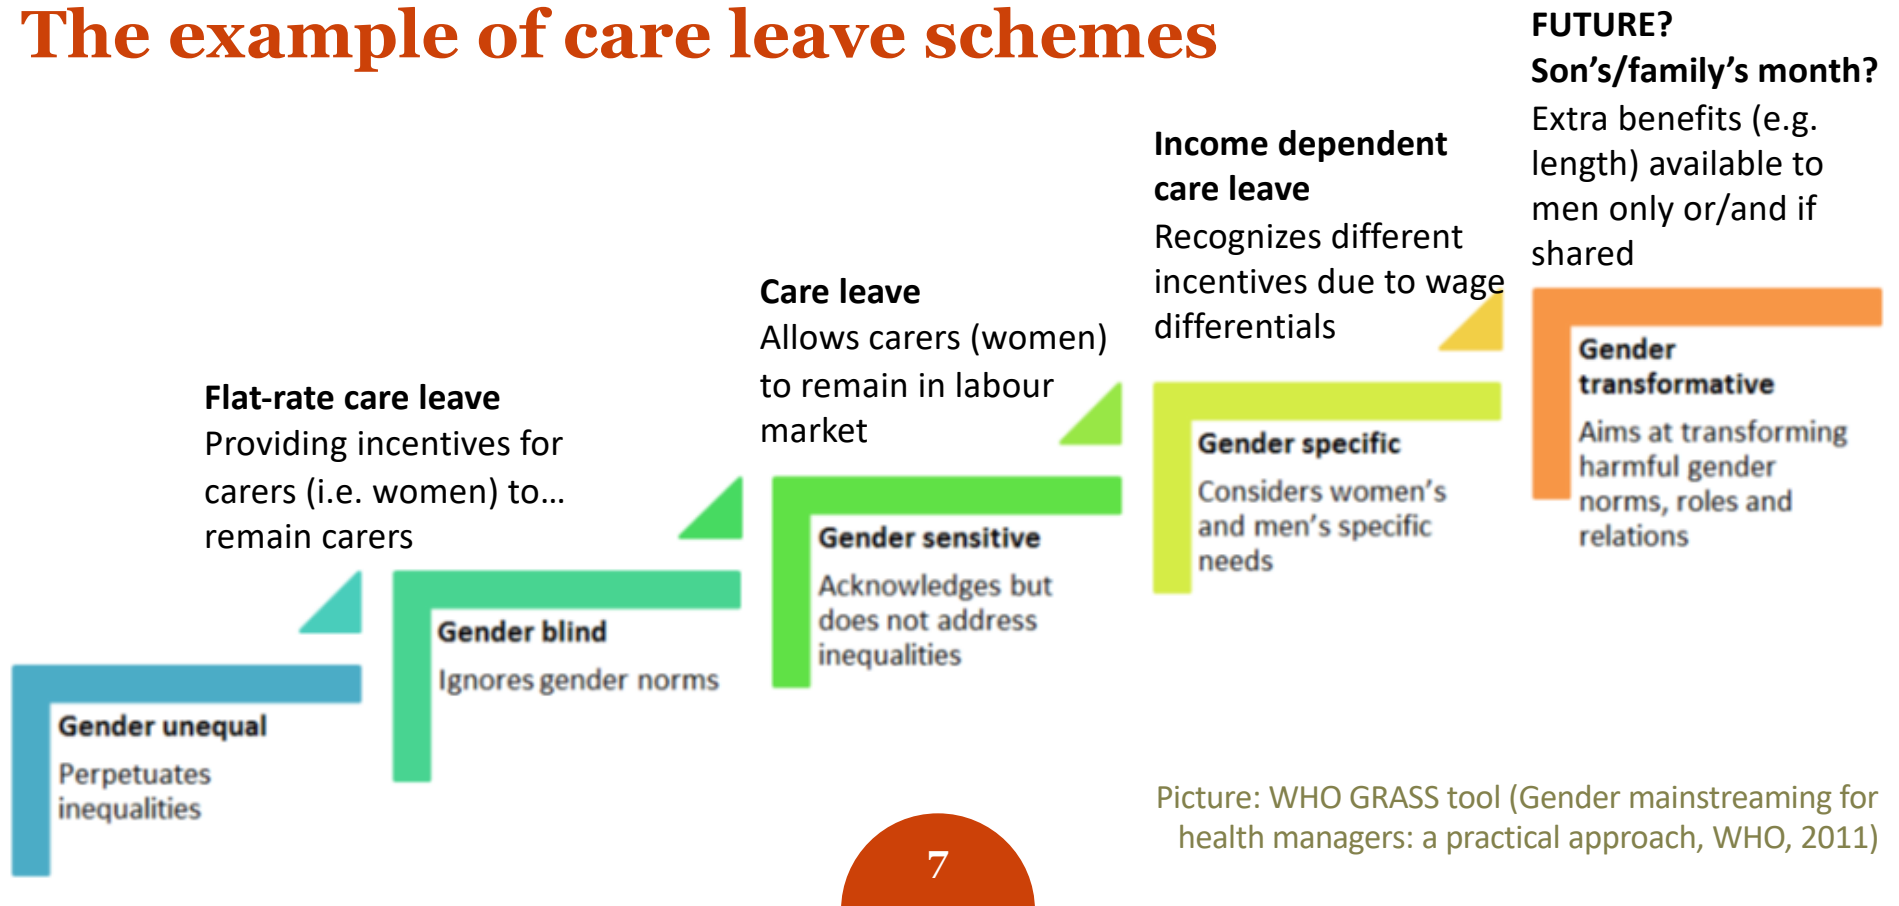 The example of care leave schemes
FUTURE?
Son’s/family’s month?
Extra benefits (e.g.
length) available to
men only or/and if
shared
Income dependent
care leave
Recognizes different
incentives due to wage
differentials
Care leave
Allows carers (women)
to remain in labour
market
Flat-rate care leave
Providing incentives for
carers (i.e. women) to…
remain carers
Gender unequal
Perpetuates
inequalities
Gender blind
Ignores gender norms
Gender sensitive
Acknowledges but
does not address
inequalities
Gender specific
Considers women’s
and men’s specific
needs
Gender
transformative
Aims at transforming
harmful gender
norms, roles and
relations
Picture: WHO GRASS tool (Gender mainstreaming for
health managers: a practical approach, WHO, 2011)
7